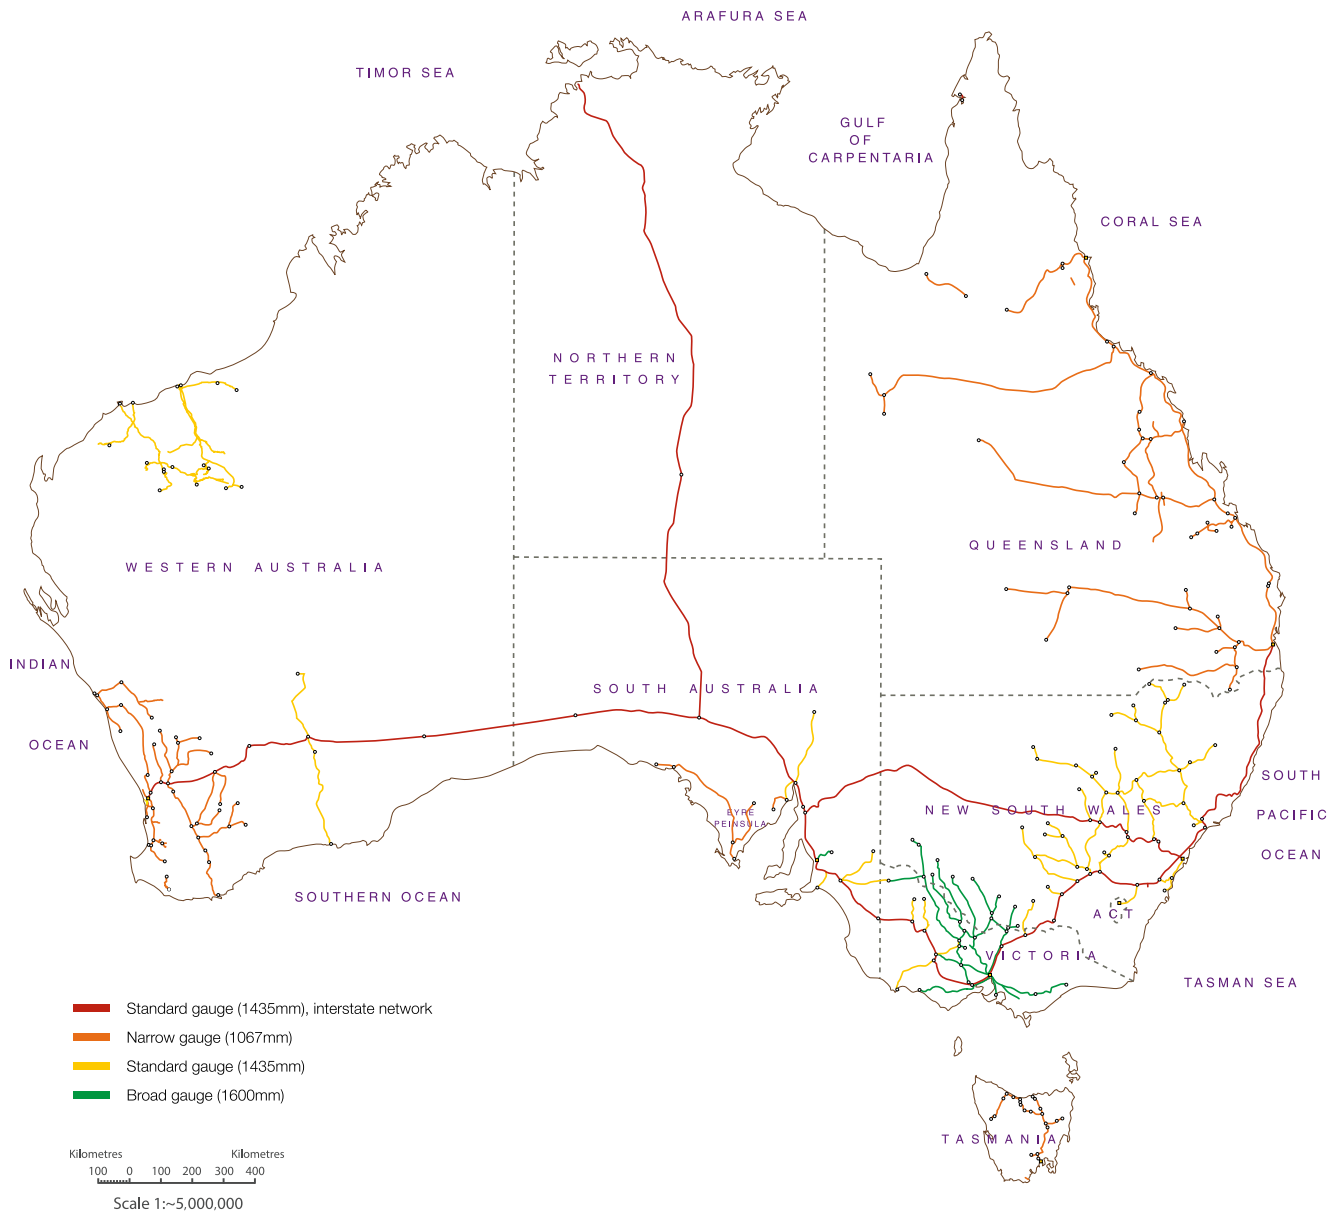 ARAFURA SEA
TIMOR SEA
GULF
OF
CARPENTARIA
CORAL SEA
NORTHERN
TERRITORY
QUEENSLAND
WESTERN AUSTRALIA
INDIAN
OCEAN
SOUTH AUSTRALIA
SOUTH
PACIFIC
OCEAN
NEW SOUTH WALES
EYRE
PEINSULA
SOUTHERN OCEAN
ACT
VICTORIA
TASMAN SEA
Standard gauge (1435mm), interstate network
Narrow gauge (1067mm)
Standard gauge (1435mm)
Broad gauge (1600mm)
TASMANIA
Kilometres Kilometres
100 0 100 200 300 400
Scale 1:~5,000,000